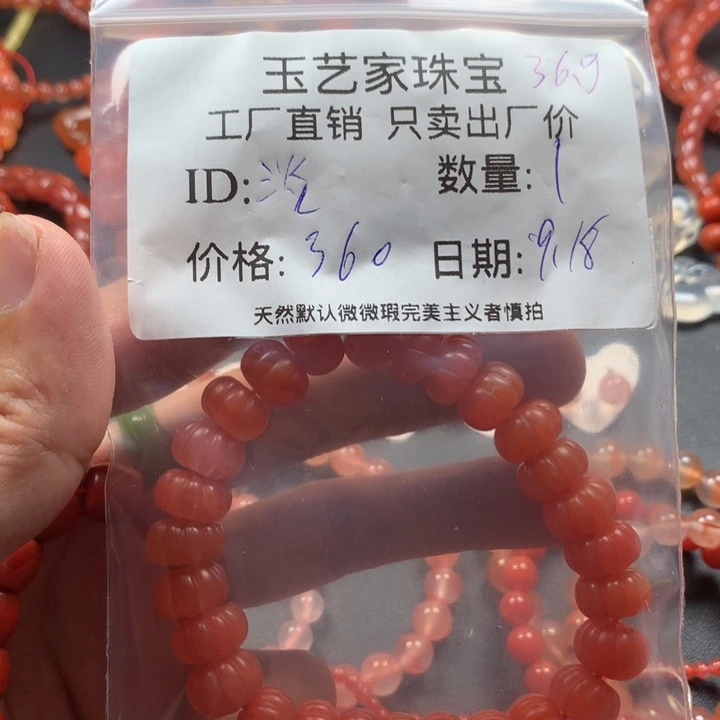 玉艺家珠宝 36g
工厂直销 只卖出厂价
ID: 数量: 1
价格: 360 日期: 9.18
天然默认微微瑕完美主义者慎拍